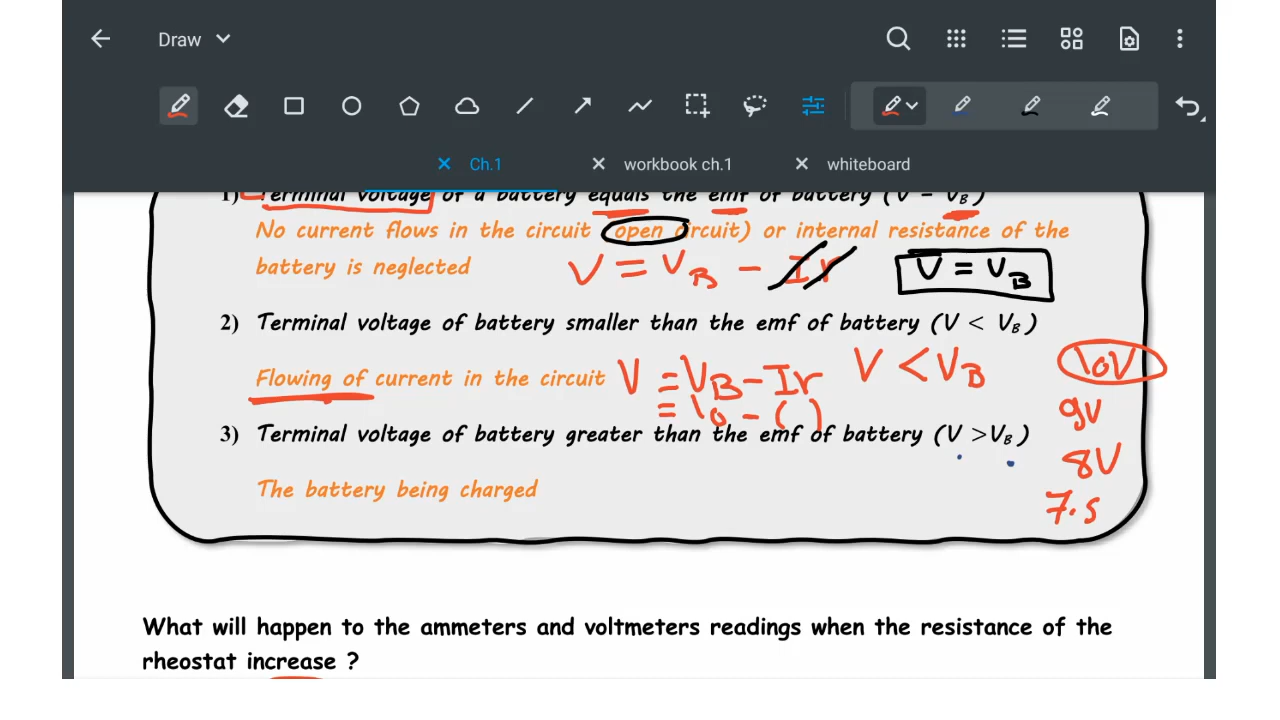 Draw
Ch.1
workbook ch.1
whiteboard
1) Terminal voltage of a battery equals the emf of battery (V = VB)
No current flows in the circuit (open circuit) or internal resistance of the
battery is neglected
V = VB - Ir
V = VB
2) Terminal voltage of battery smaller than the emf of battery (V < VB)
Flowing of current in the circuit
V = VB - Ir
V < VB
10V
= 10 - ( )
9V
3) Terminal voltage of battery greater than the emf of battery (V >VB)
8V
The battery being charged
7.5
What will happen to the ammeters and voltmeters readings when the resistance of the
rheostat increase ?